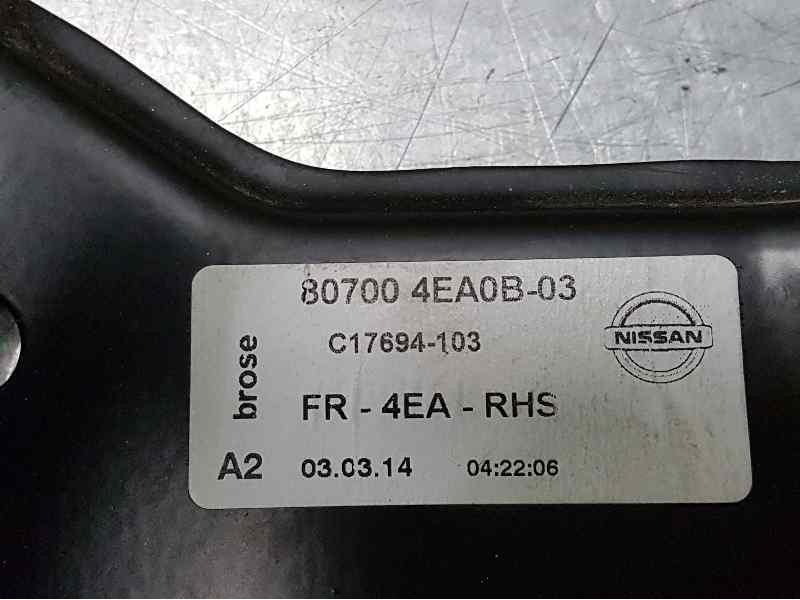 80700 4EA0B-03
C17694-103
NISSAN
brose
FR - 4EA - RHS
A2 03.03.14 04:22:06